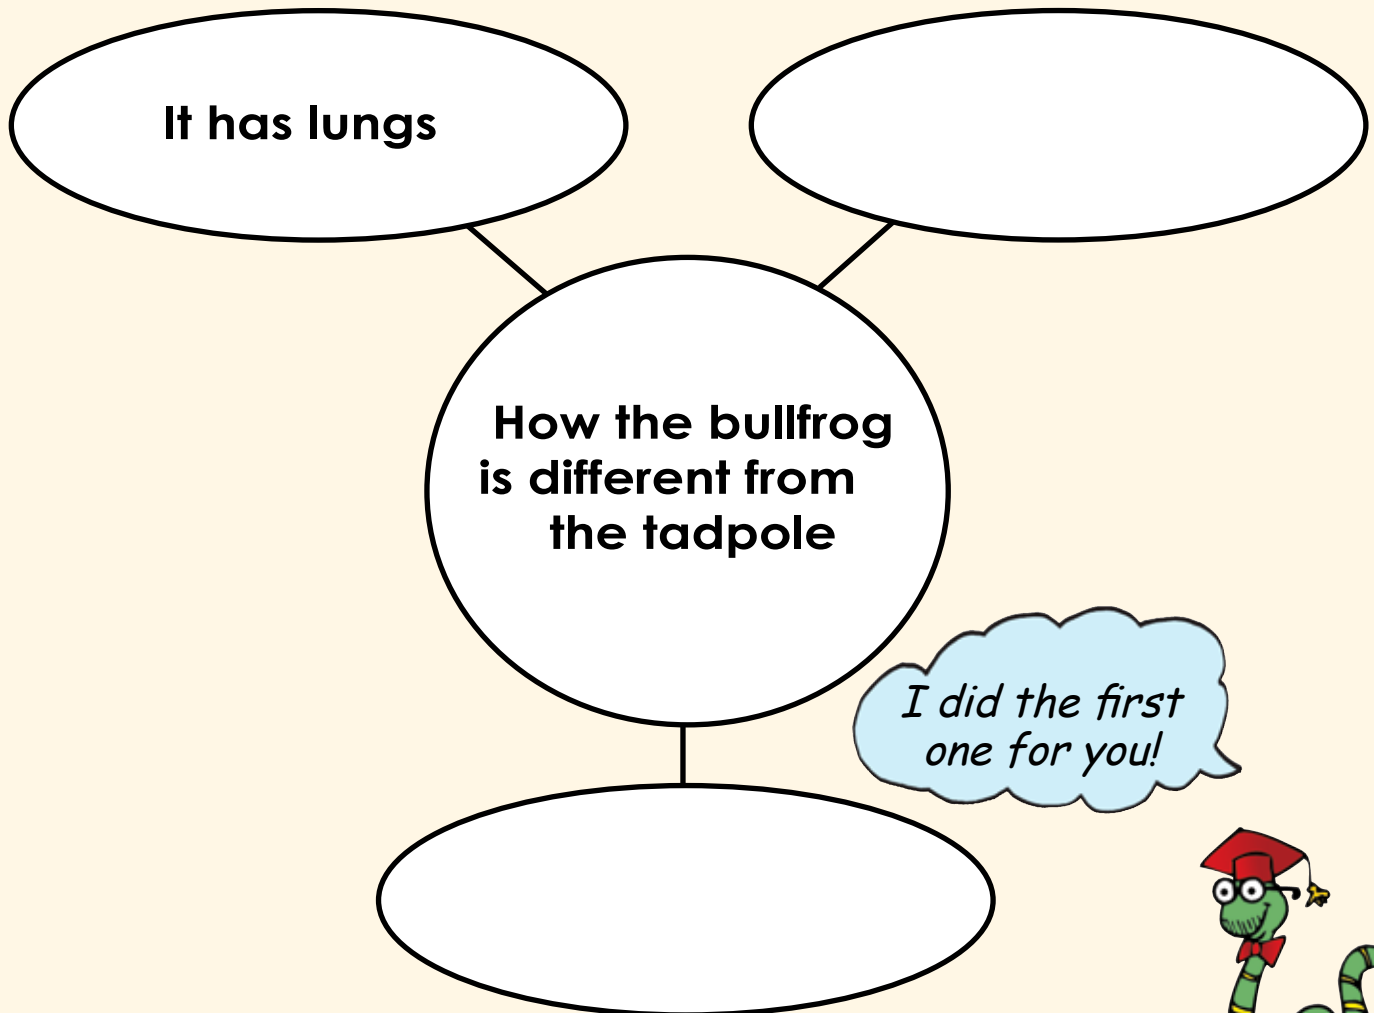 It has lungs
How the bullfrog
is different from
the tadpole
I did the first
one for you!